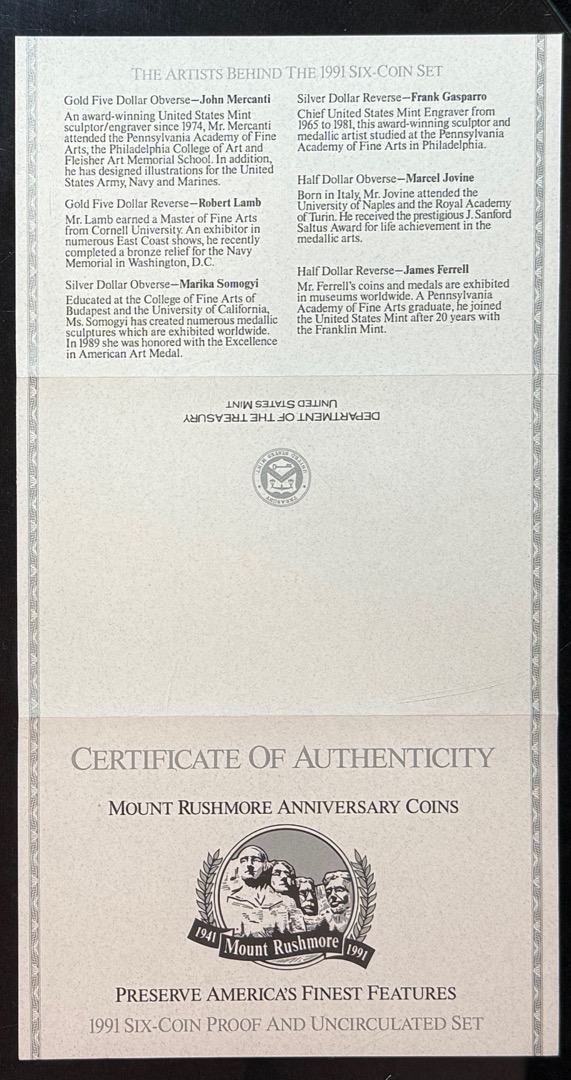 THE ARTISTS BEHIND THE 1991 SIX-COIN SET
Gold Five Dollar Obverse—John Mercanti
An award-winning United States Mint
sculptor/engraver since 1974, Mr. Mercanti
attended the Pennsylvania Academy of Fine
Arts, the Philadelphia College of Art and
Fleisher Art Memorial School. In addition,
he has designed illustrations for the United
States Army, Navy and Marines.
Gold Five Dollar Reverse—Robert Lamb
Mr. Lamb earned a Master of Fine Arts
from Cornell University. An exhibitor in
numerous East Coast shows, he recently
completed a bronze relief for the Navy
Memorial in Washington, D.C.
Silver Dollar Obverse—Marika Somogyi
Educated at the College of Fine Arts of
Budapest and the University of California,
Ms. Somogyi has created numerous medallic
sculptures which are exhibited worldwide.
In 1989 she was honored with the Excellence
in American Art Medal.
Silver Dollar Reverse—Frank Gasparro
Chief United States Mint Engraver from
1965 to 1981, this award-winning sculptor and
medallic artist studied at the Pennsylvania
Academy of Fine Arts in Philadelphia.
Half Dollar Obverse—Marcel Jovine
Born in Italy, Mr. Jovine attended the
University of Naples and the Royal Academy
of Turin. He received the prestigious J. Sanford
Saltus Award for life achievement in the
medallic arts.
Half Dollar Reverse—James Ferrell
Mr. Ferrell's coins and medals are exhibited
in museums worldwide. A Pennsylvania
Academy of Fine Arts graduate, he joined
the United States Mint after 20 years with
the Franklin Mint.
DEPARTMENT OF THE TREASURY
UNITED STATES MINT
TREASURY
UNITED STATES MINT
CERTIFICATE OF AUTHENTICITY
MOUNT RUSHMORE ANNIVERSARY COINS
1941 Mount Rushmore 1991
PRESERVE AMERICA'S FINEST FEATURES
1991 SIX-COIN PROOF AND UNCIRCULATED SET